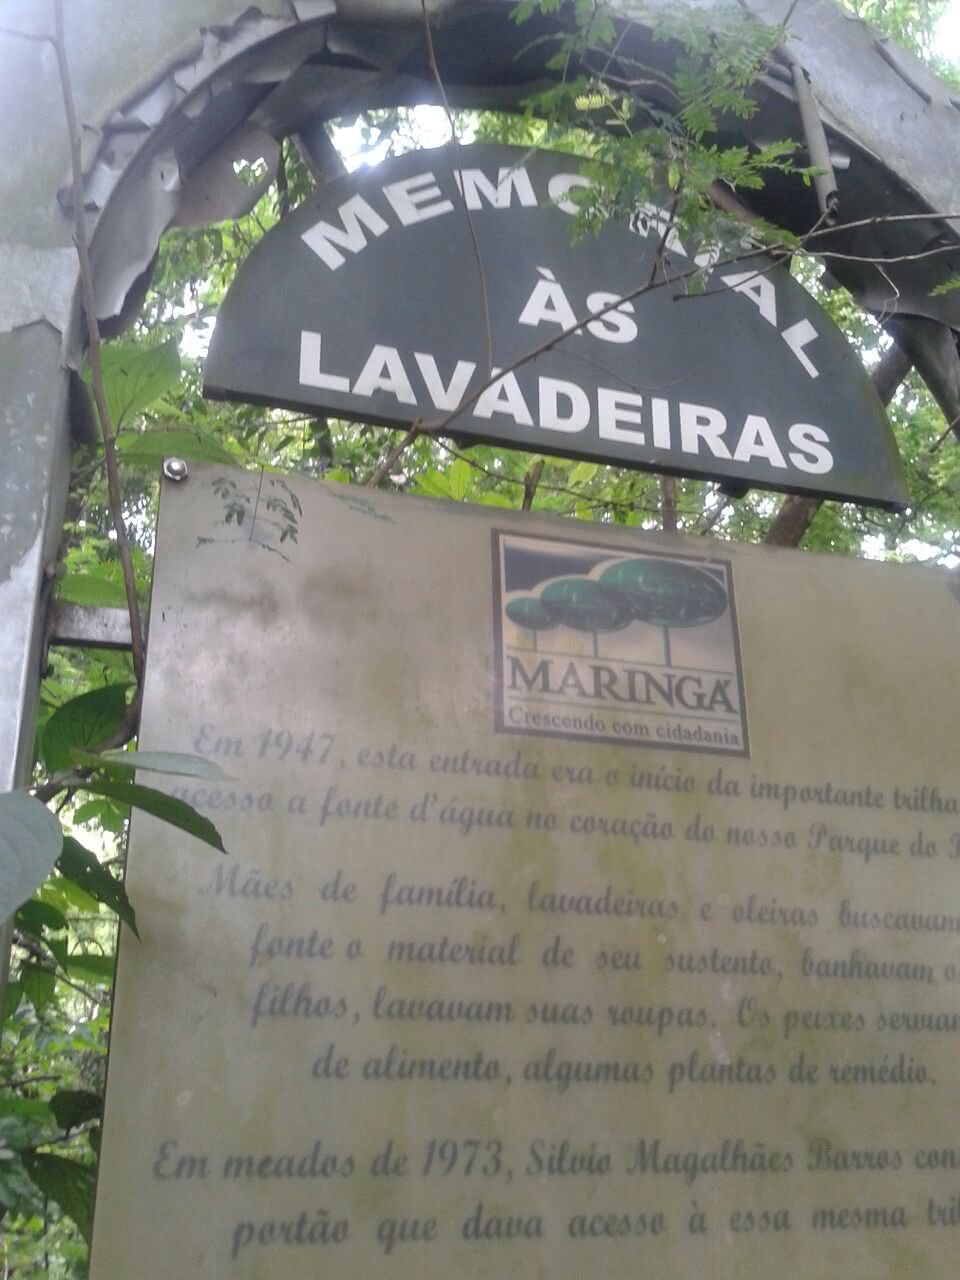 MEMORIAL
ÀS
LAVADEIRAS
MARINGÁ
Crescendo com cidadania
Em 1947, esta entrada era o início da importante trilha
acesso a fonte d'água no coração do nosso Parque do
Mães de família, lavadeiras e oleiras buscavam
fonte o material de seu sustento, banhavam
filhos, lavavam suas roupas. Os peixes serviam
de alimento, algumas plantas de remédio.
Em meados de 1973, Silvio Magalhães Barros
portão que dava acesso à essa mesma